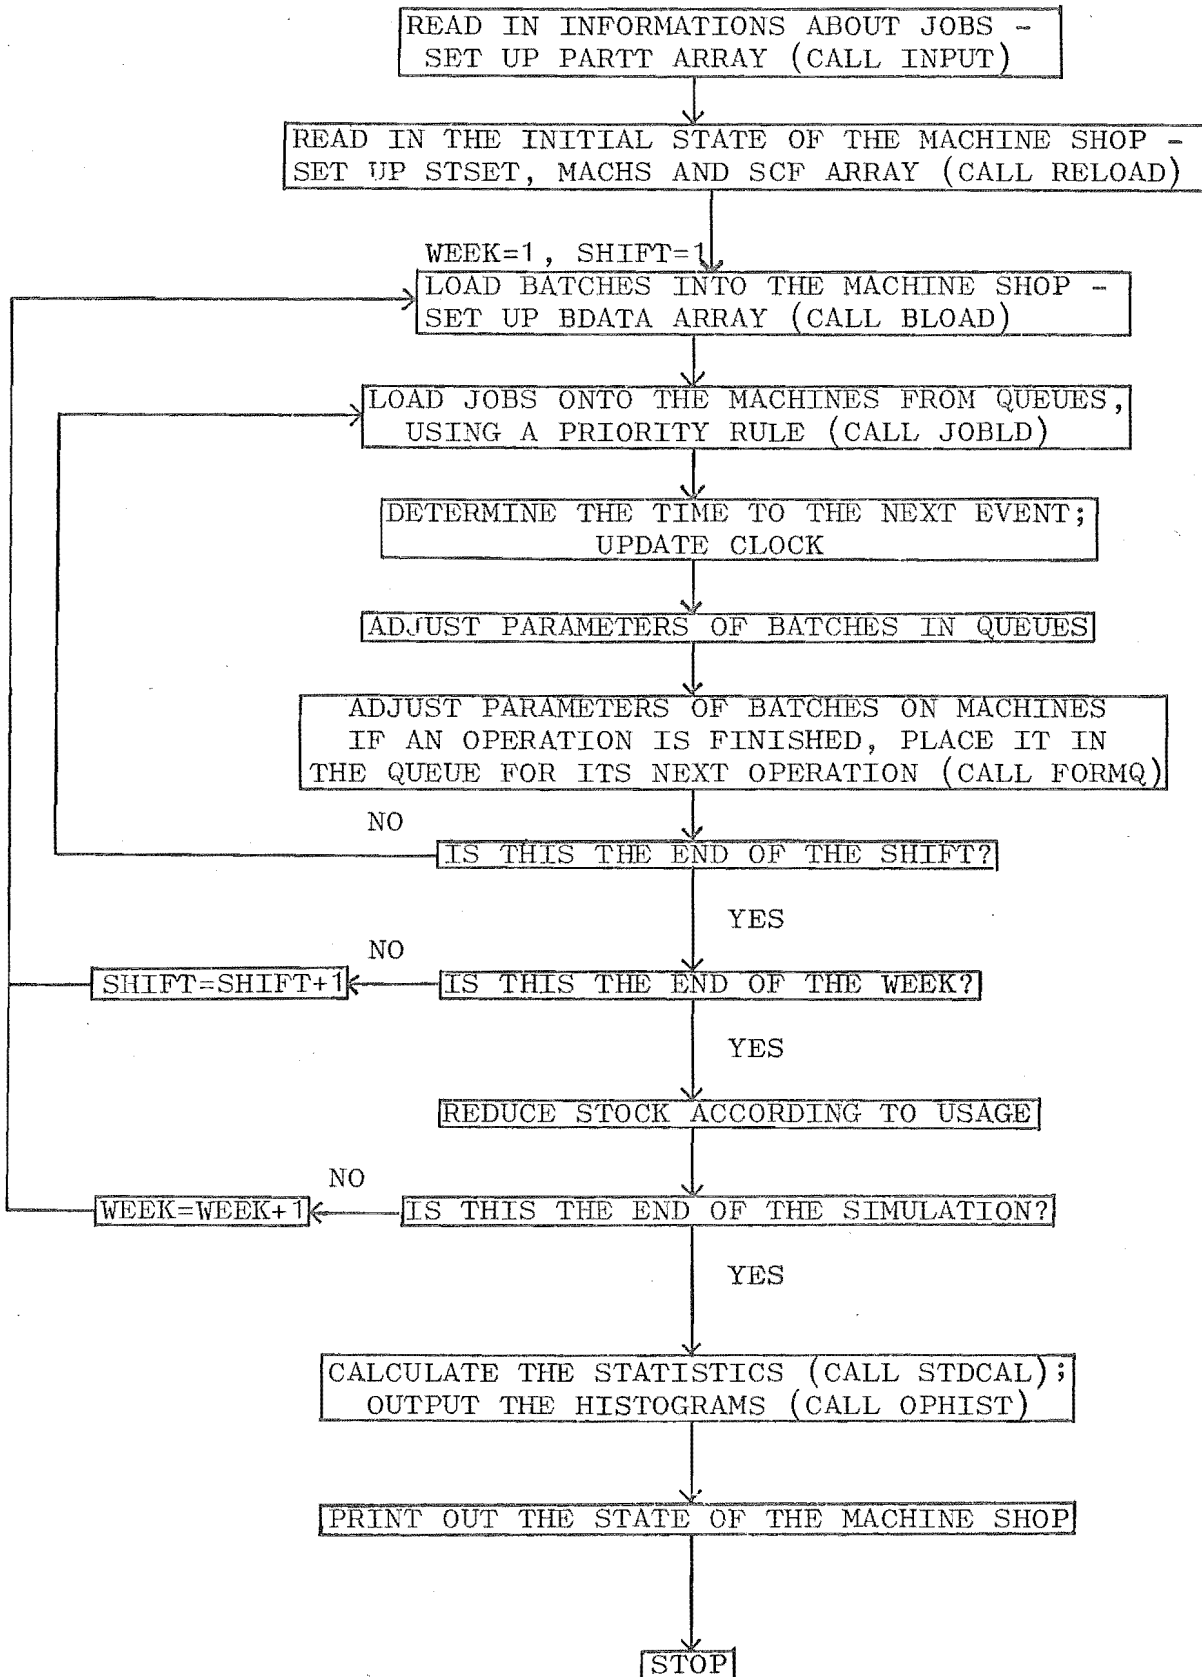 READ IN INFORMATIONS ABOUT JOBS -
SET UP PARTT ARRAY (CALL INPUT)
READ IN THE INITIAL STATE OF THE MACHINE SHOP -
SET UP STSET, MACHS AND SCF ARRAY (CALL RELOAD)
WEEK=1, SHIFT=1
LOAD BATCHES INTO THE MACHINE SHOP -
SET UP BDATA ARRAY (CALL BLOAD)
LOAD JOBS ONTO THE MACHINES FROM QUEUES,
USING A PRIORITY RULE (CALL JOBLD)
DETERMINE THE TIME TO THE NEXT EVENT;
UPDATE CLOCK
ADJUST PARAMETERS OF BATCHES IN QUEUES
ADJUST PARAMETERS OF BATCHES ON MACHINES
IF AN OPERATION IS FINISHED, PLACE IT IN
THE QUEUE FOR ITS NEXT OPERATION (CALL FORMQ)
NO
IS THIS THE END OF THE SHIFT?
YES
NO
SHIFT=SHIFT+1
IS THIS THE END OF THE WEEK?
YES
REDUCE STOCK ACCORDING TO USAGE
NO
WEEK=WEEK+1
IS THIS THE END OF THE SIMULATION?
YES
CALCULATE THE STATISTICS (CALL STDCAL);
OUTPUT THE HISTOGRAMS (CALL OPHIST)
PRINT OUT THE STATE OF THE MACHINE SHOP
STOP